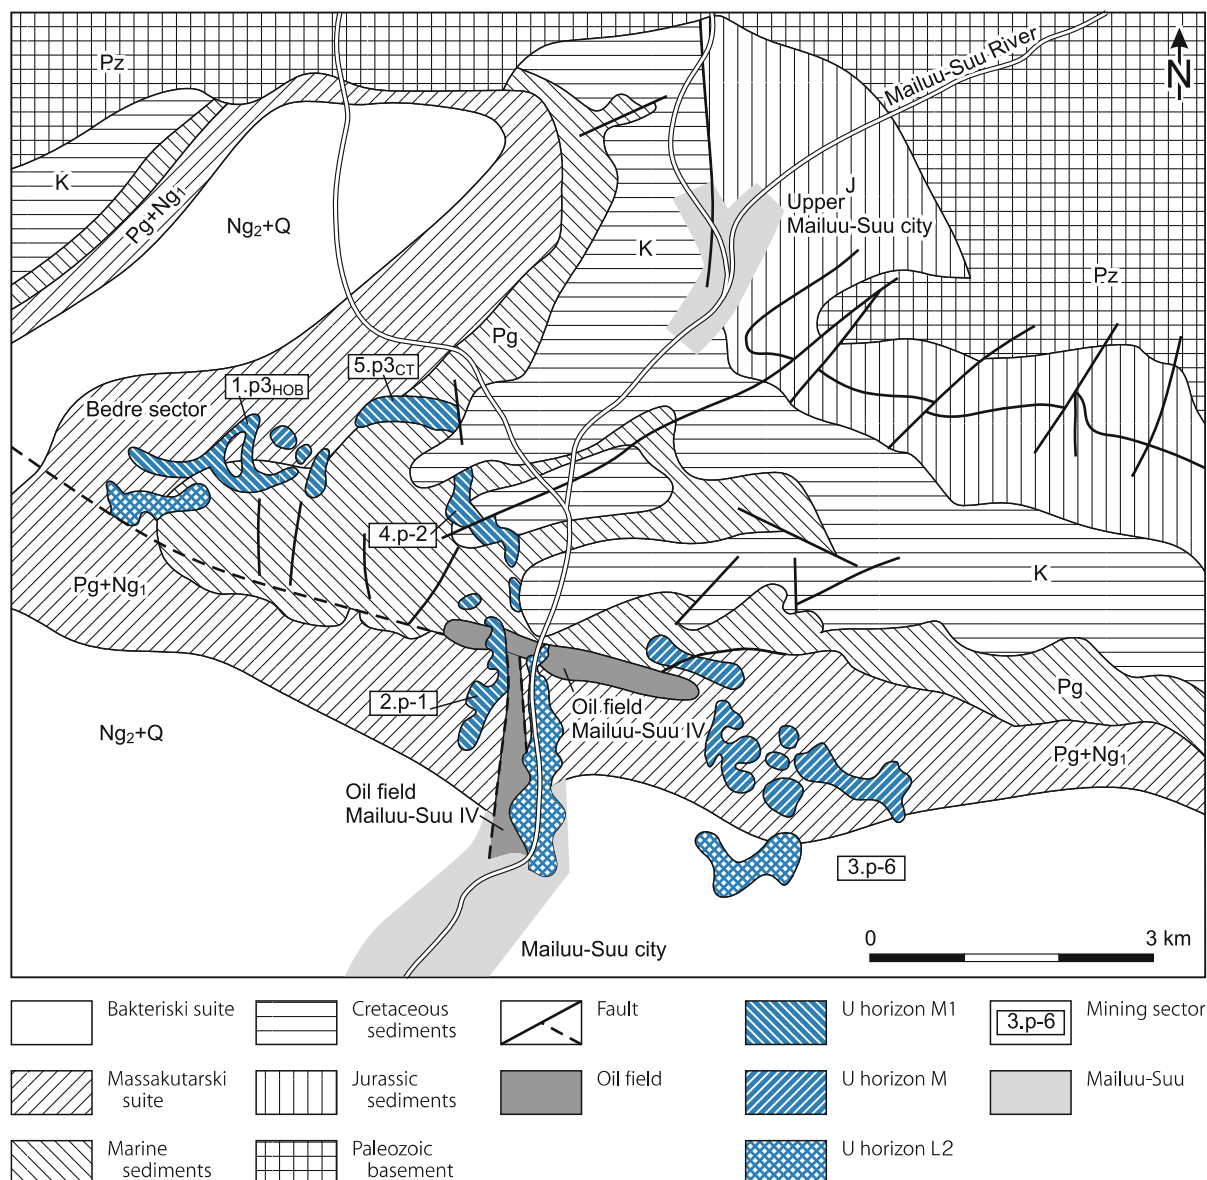 Pz
N
Mailuu-Suu River
K
Pg+Ng1
Ng2+Q
J
Upper
Mailuu-Suu city
K
Pz
Pg
5.p3CT
1.p3HOB
Bedre sector
4.p-2
Pg+Ng1
K
Pg
2.p-1
Oil field
Mailuu-Suu IV
Ng2+Q
Pg+Ng1
Oil field
Mailuu-Suu IV
3.p-6
Mailuu-Suu city
0 3 km
Bakteriski suite
Cretaceous
sediments
Fault
U horizon M1
3.p-6
Mining sector
Massakutarski
suite
Jurassic
sediments
Oil field
U horizon M
Mailuu-Suu
Marine
sediments
Paleozoic
basement
U horizon L2